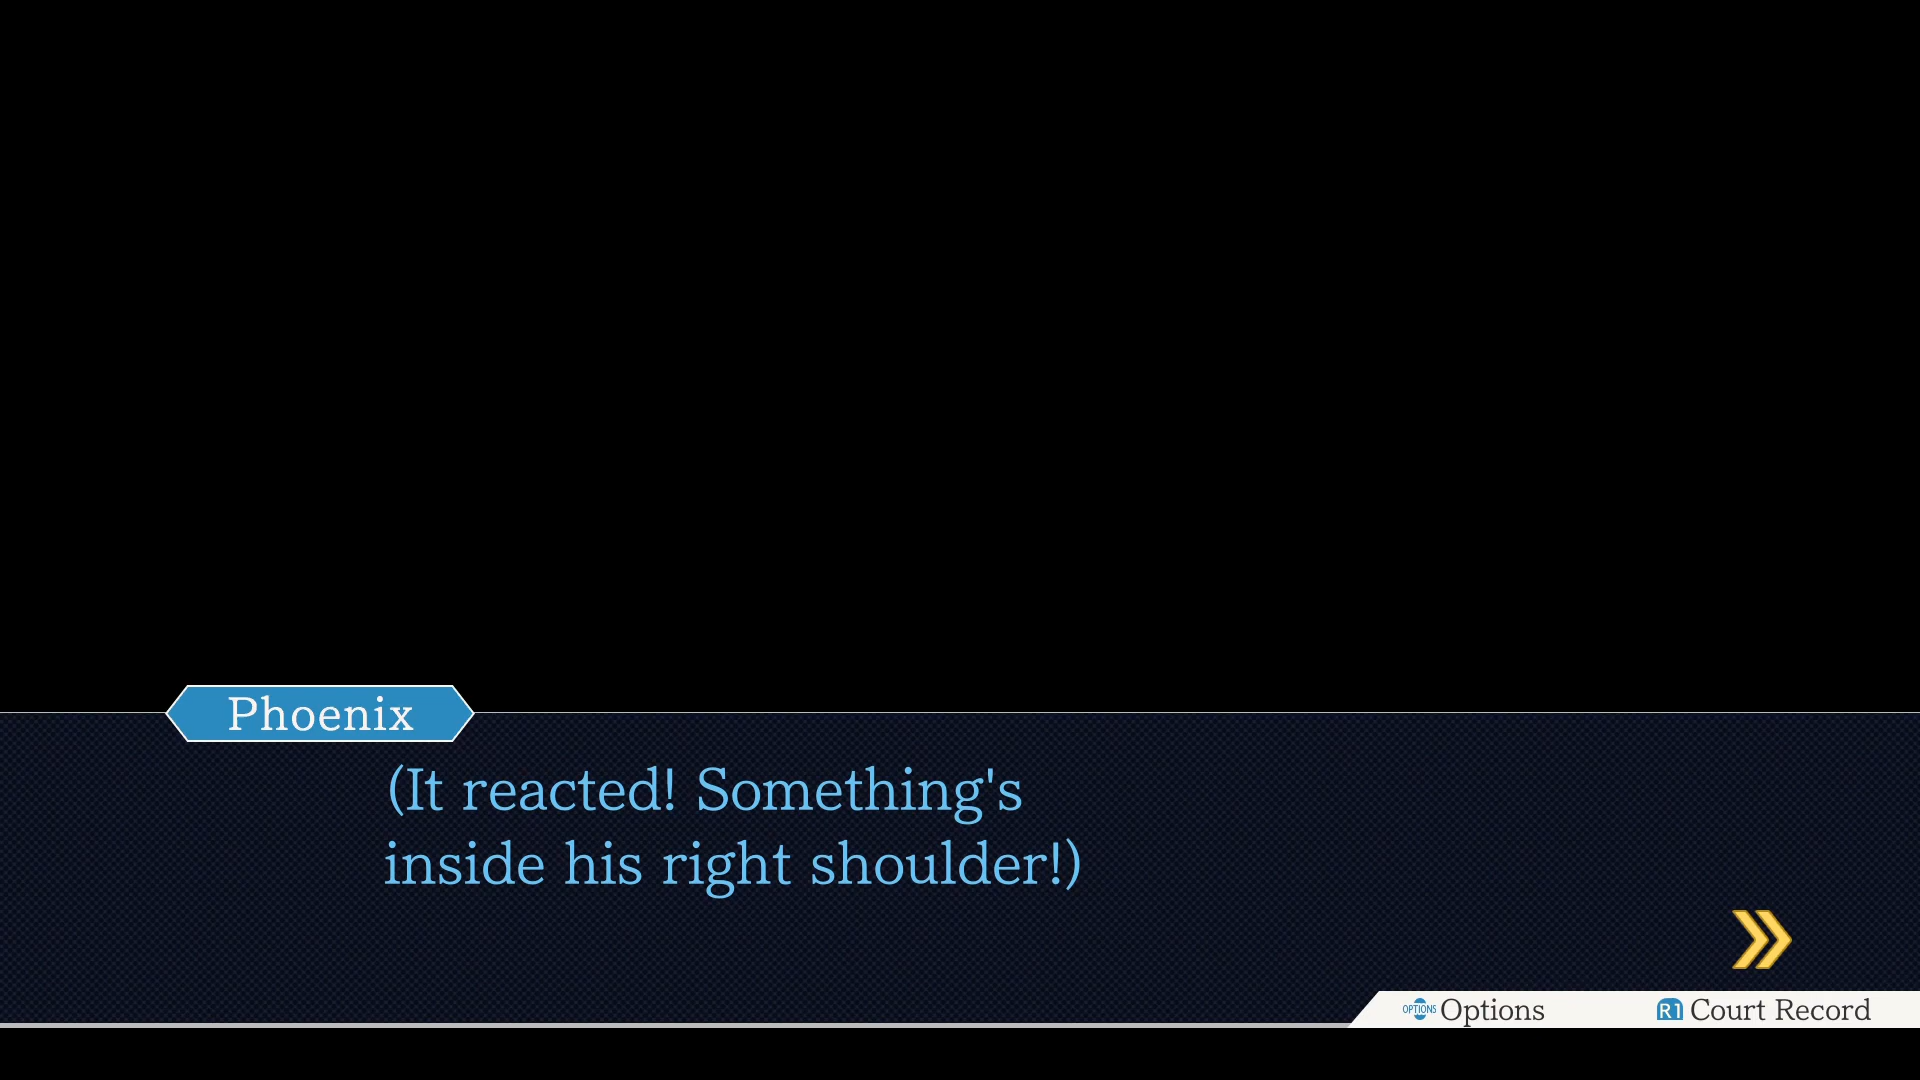 Phoenix
(It reacted! Something's
inside his right shoulder!)
OPTIONS Options R1 Court Record